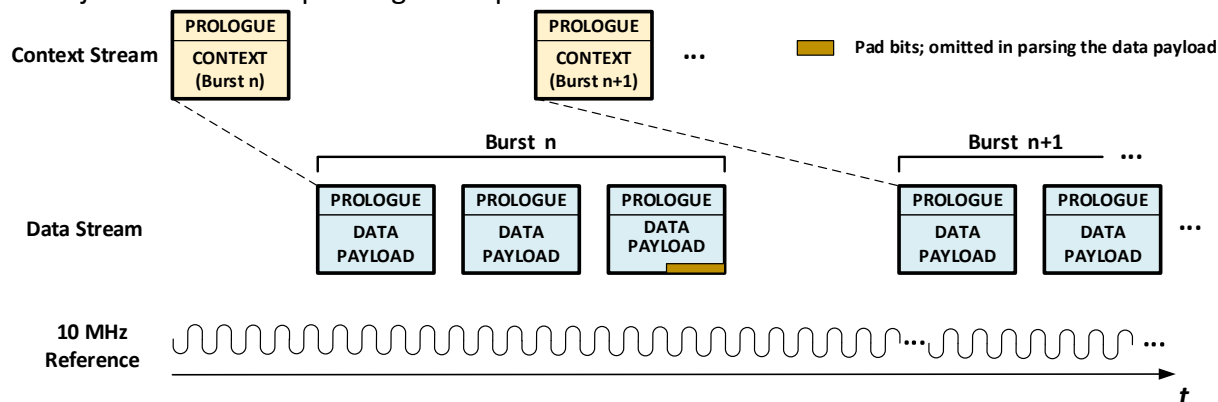 PROLOGUE
PROLOGUE
Context Stream
CONTEXT
(Burst n)
CONTEXT
(Burst n+1)
...
Pad bits; omitted in parsing the data payload
Burst n
Burst n+1
...
PROLOGUE
PROLOGUE
PROLOGUE
PROLOGUE
PROLOGUE
Data Stream
DATA
PAYLOAD
DATA
PAYLOAD
DATA
PAYLOAD
DATA
PAYLOAD
DATA
PAYLOAD
...
10 MHz
Reference
...
...
t